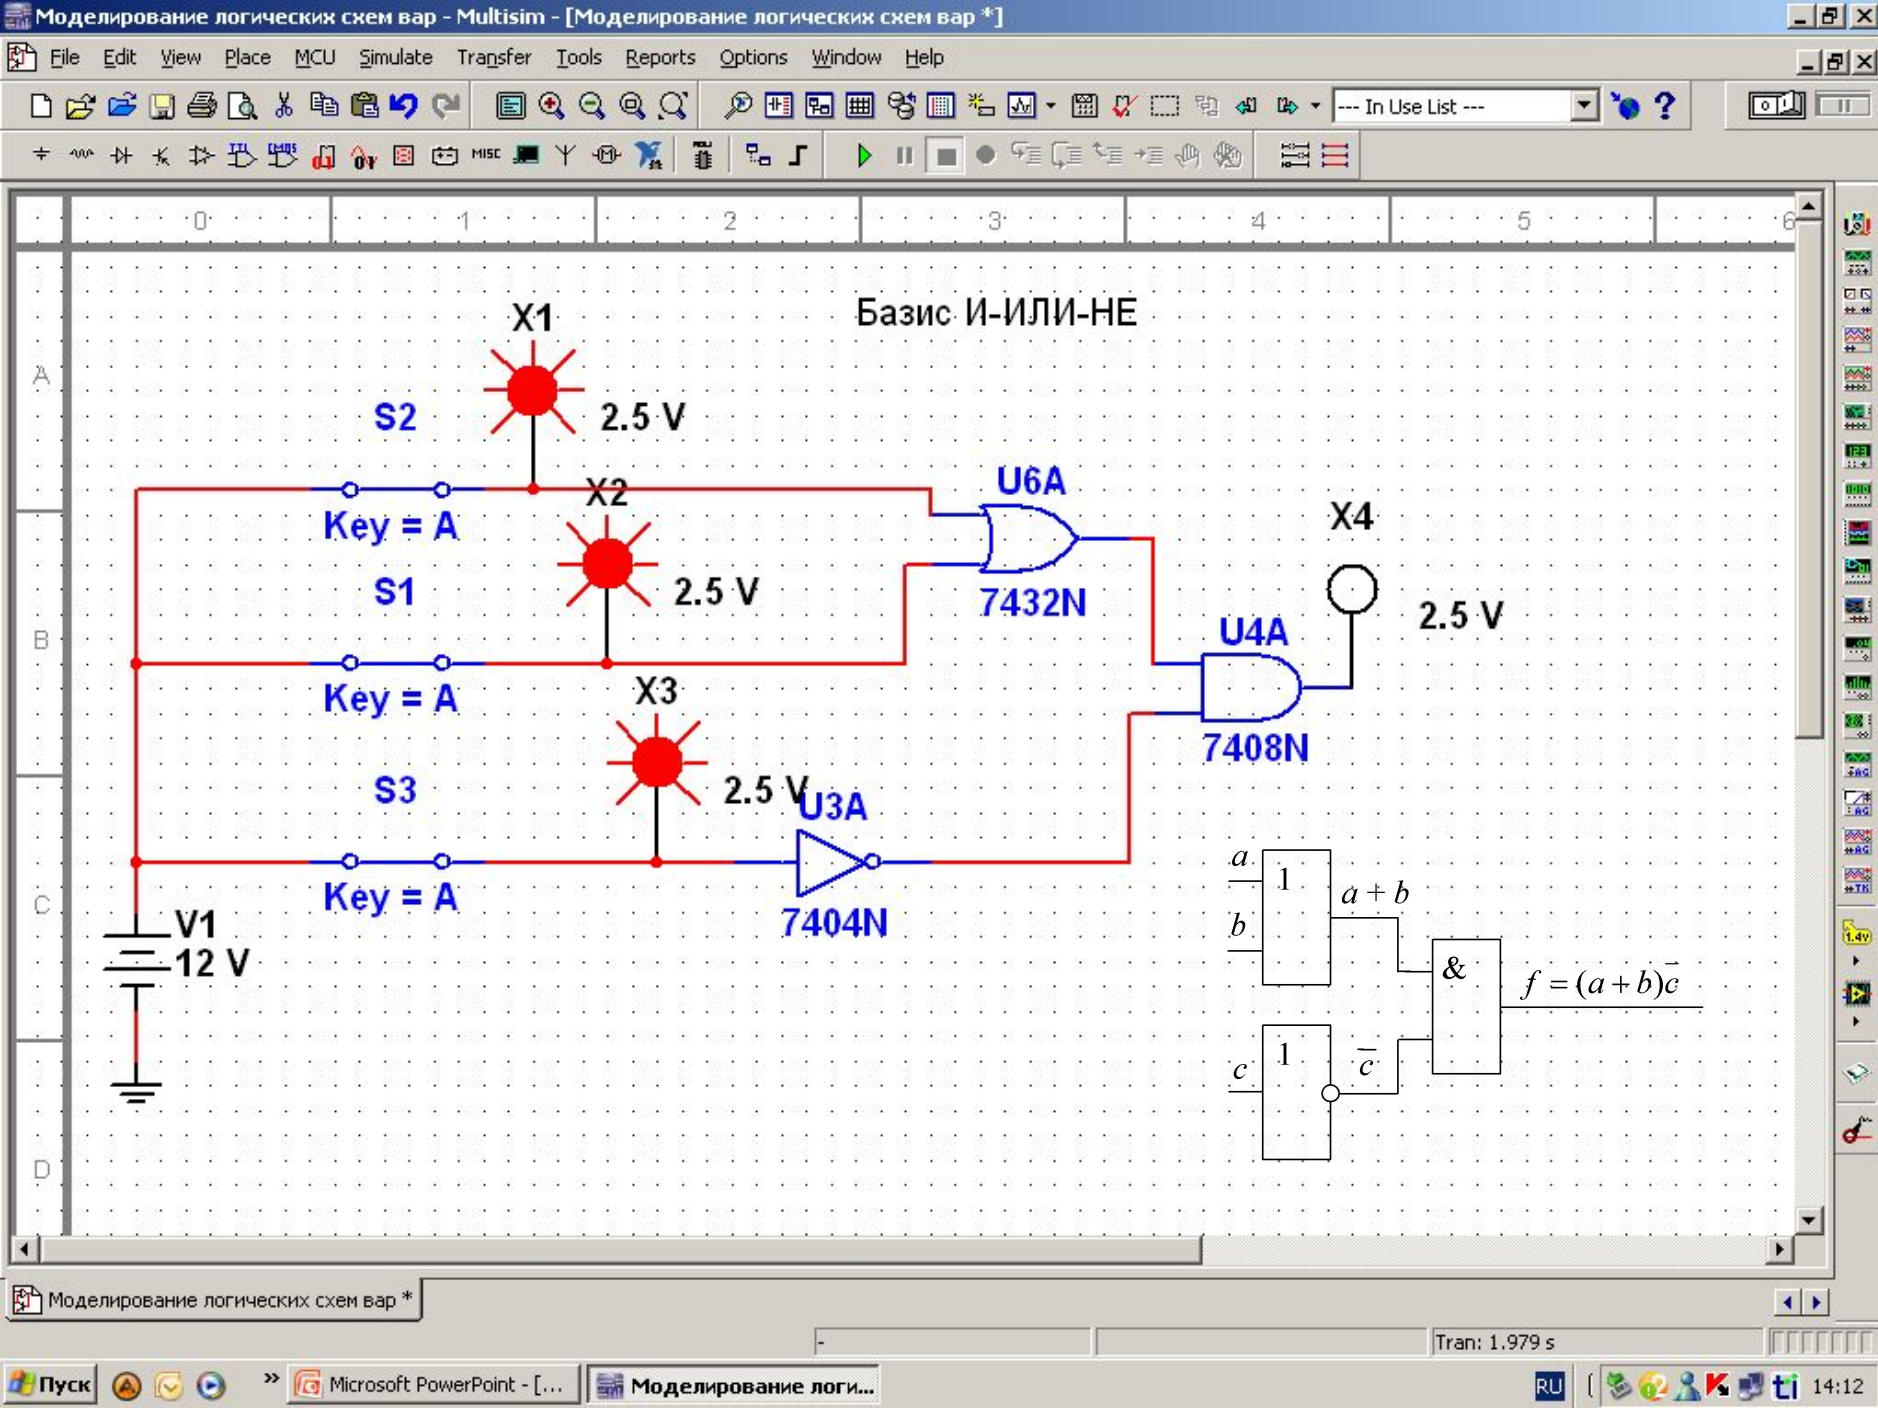 Моделирование логических схем вар - Multisim - [Моделирование логических схем вар *]
File Edit View Place MCU Simulate Transfer Tools Reports Options Window Help
--- In Use List ---
TTL CMOS MISC
0 1 2 3 4 5 6
Базис И-ИЛИ-НЕ
X1
A
S2
2.5 V
X2
U6A
Key = A
X4
S1
2.5 V
7432N
2.5 V
B
U4A
Key = A
X3
7408N
S3
2.5 V
U3A
a
1
a + b
Key = A
C
V1
7404N
b
12 V
&
f = (a + b)c̅
1
c̅
c
D
Моделирование логических схем вар *
-
Tran: 1.979 s
Пуск
»
Microsoft PowerPoint - [...
Моделирование логи...
RU
14:12